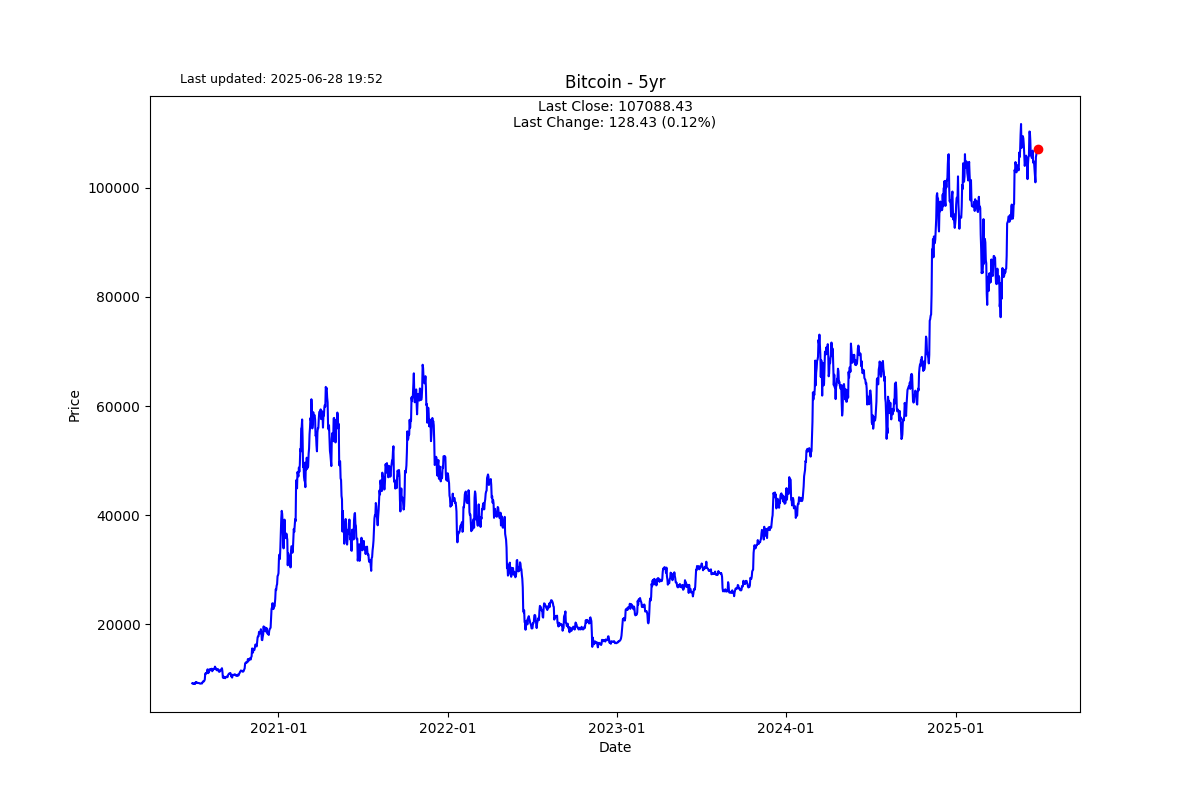 Last updated: 2025-06-28 19:52
Bitcoin - 5yr
Last Close: 107088.43
Last Change: 128.43 (0.12%)
100000
80000
60000
40000
20000
Price
2021-01
2022-01
2023-01
2024-01
2025-01
Date